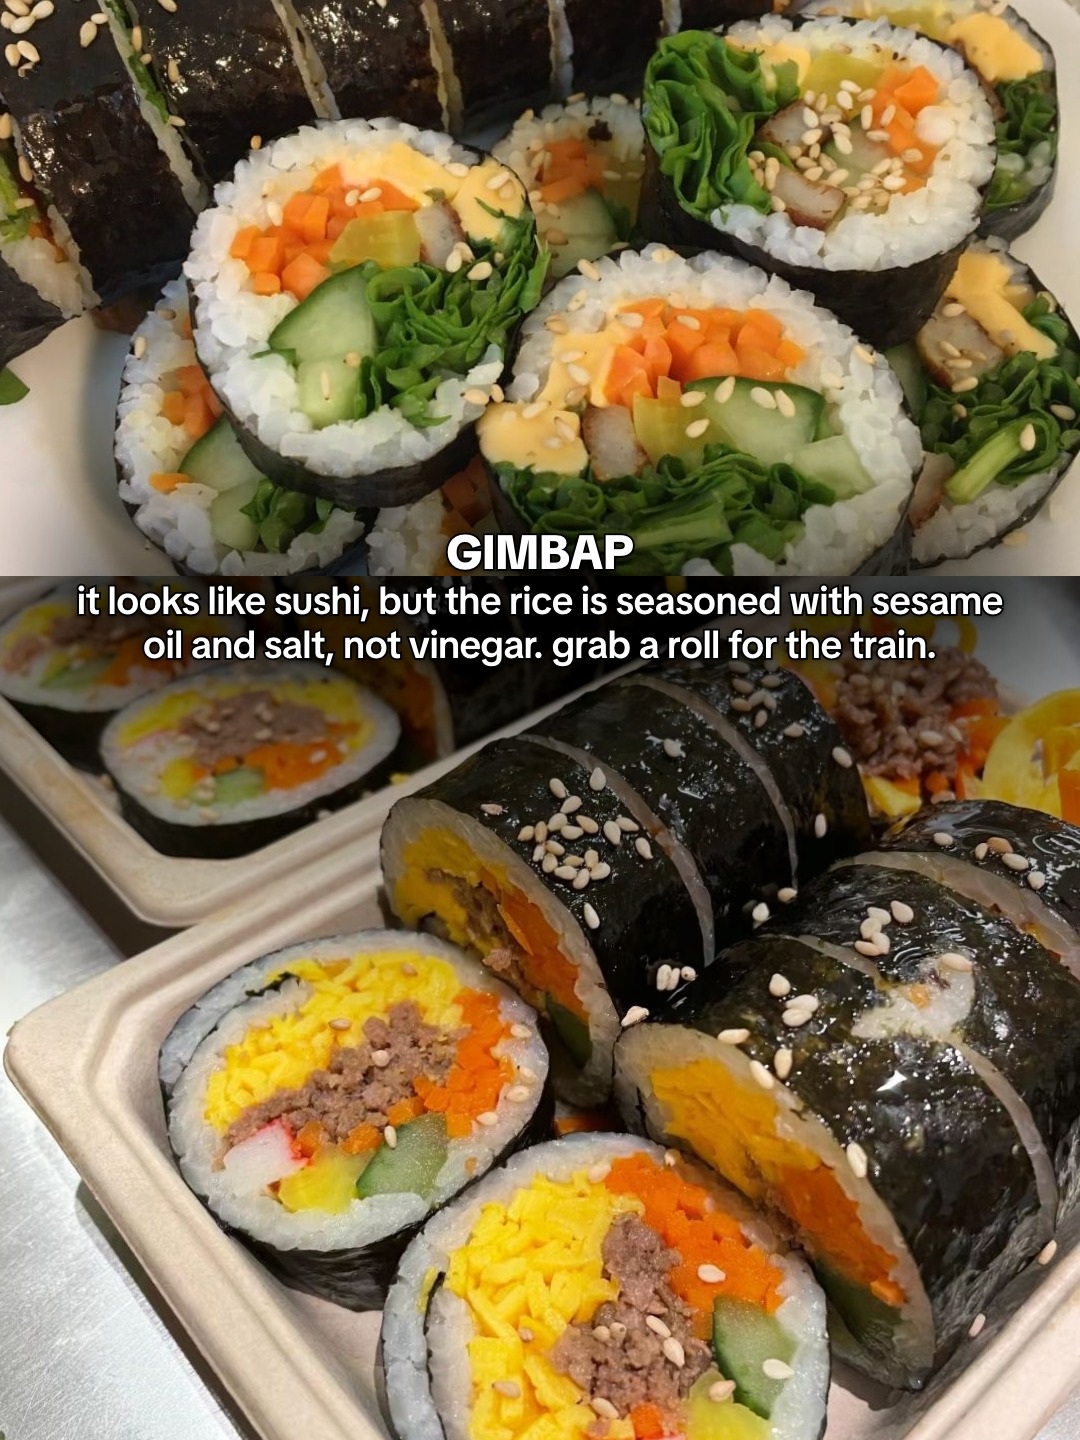 GIMBAP
it looks like sushi, but the rice is seasoned with sesame
oil and salt, not vinegar. grab a roll for the train.